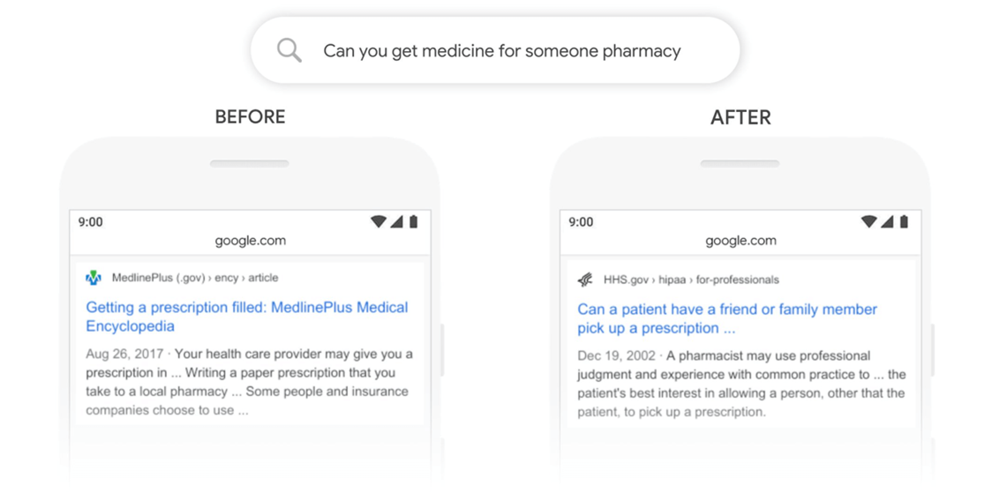 Can you get medicine for someone pharmacy
BEFORE
9:00
google.com
MedlinePlus (.gov) › ency › article
Getting a prescription filled: MedlinePlus Medical
Encyclopedia
Aug 26, 2017 · Your health care provider may give you a
prescription in ... Writing a paper prescription that you
take to a local pharmacy ... Some people and insurance
companies choose to use ...
AFTER
9:00
google.com
HHS.gov › hipaa › for-professionals
Can a patient have a friend or family member
pick up a prescription ...
Dec 19, 2002 · A pharmacist may use professional
judgment and experience with common practice to ... the
patient's best interest in allowing a person, other that the
patient, to pick up a prescription.